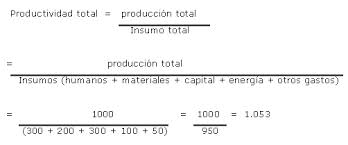 Productividad total = producción total
Insumo total
= producción total
Insumos (humanos + materiales + capital + energía + otros gastos)
= 1000 = 1000 = 1.053
(300 + 200 + 300 + 100 + 50) 950